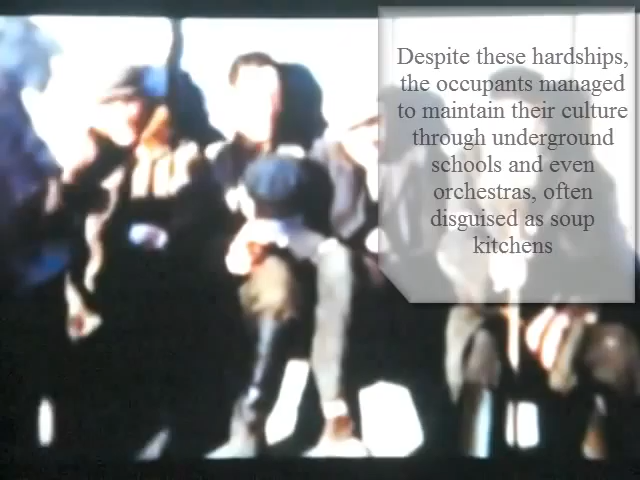 Despite these hardships,
the occupants managed
to maintain their culture
through underground
schools and even
orchestras, often
disguised as soup
kitchens